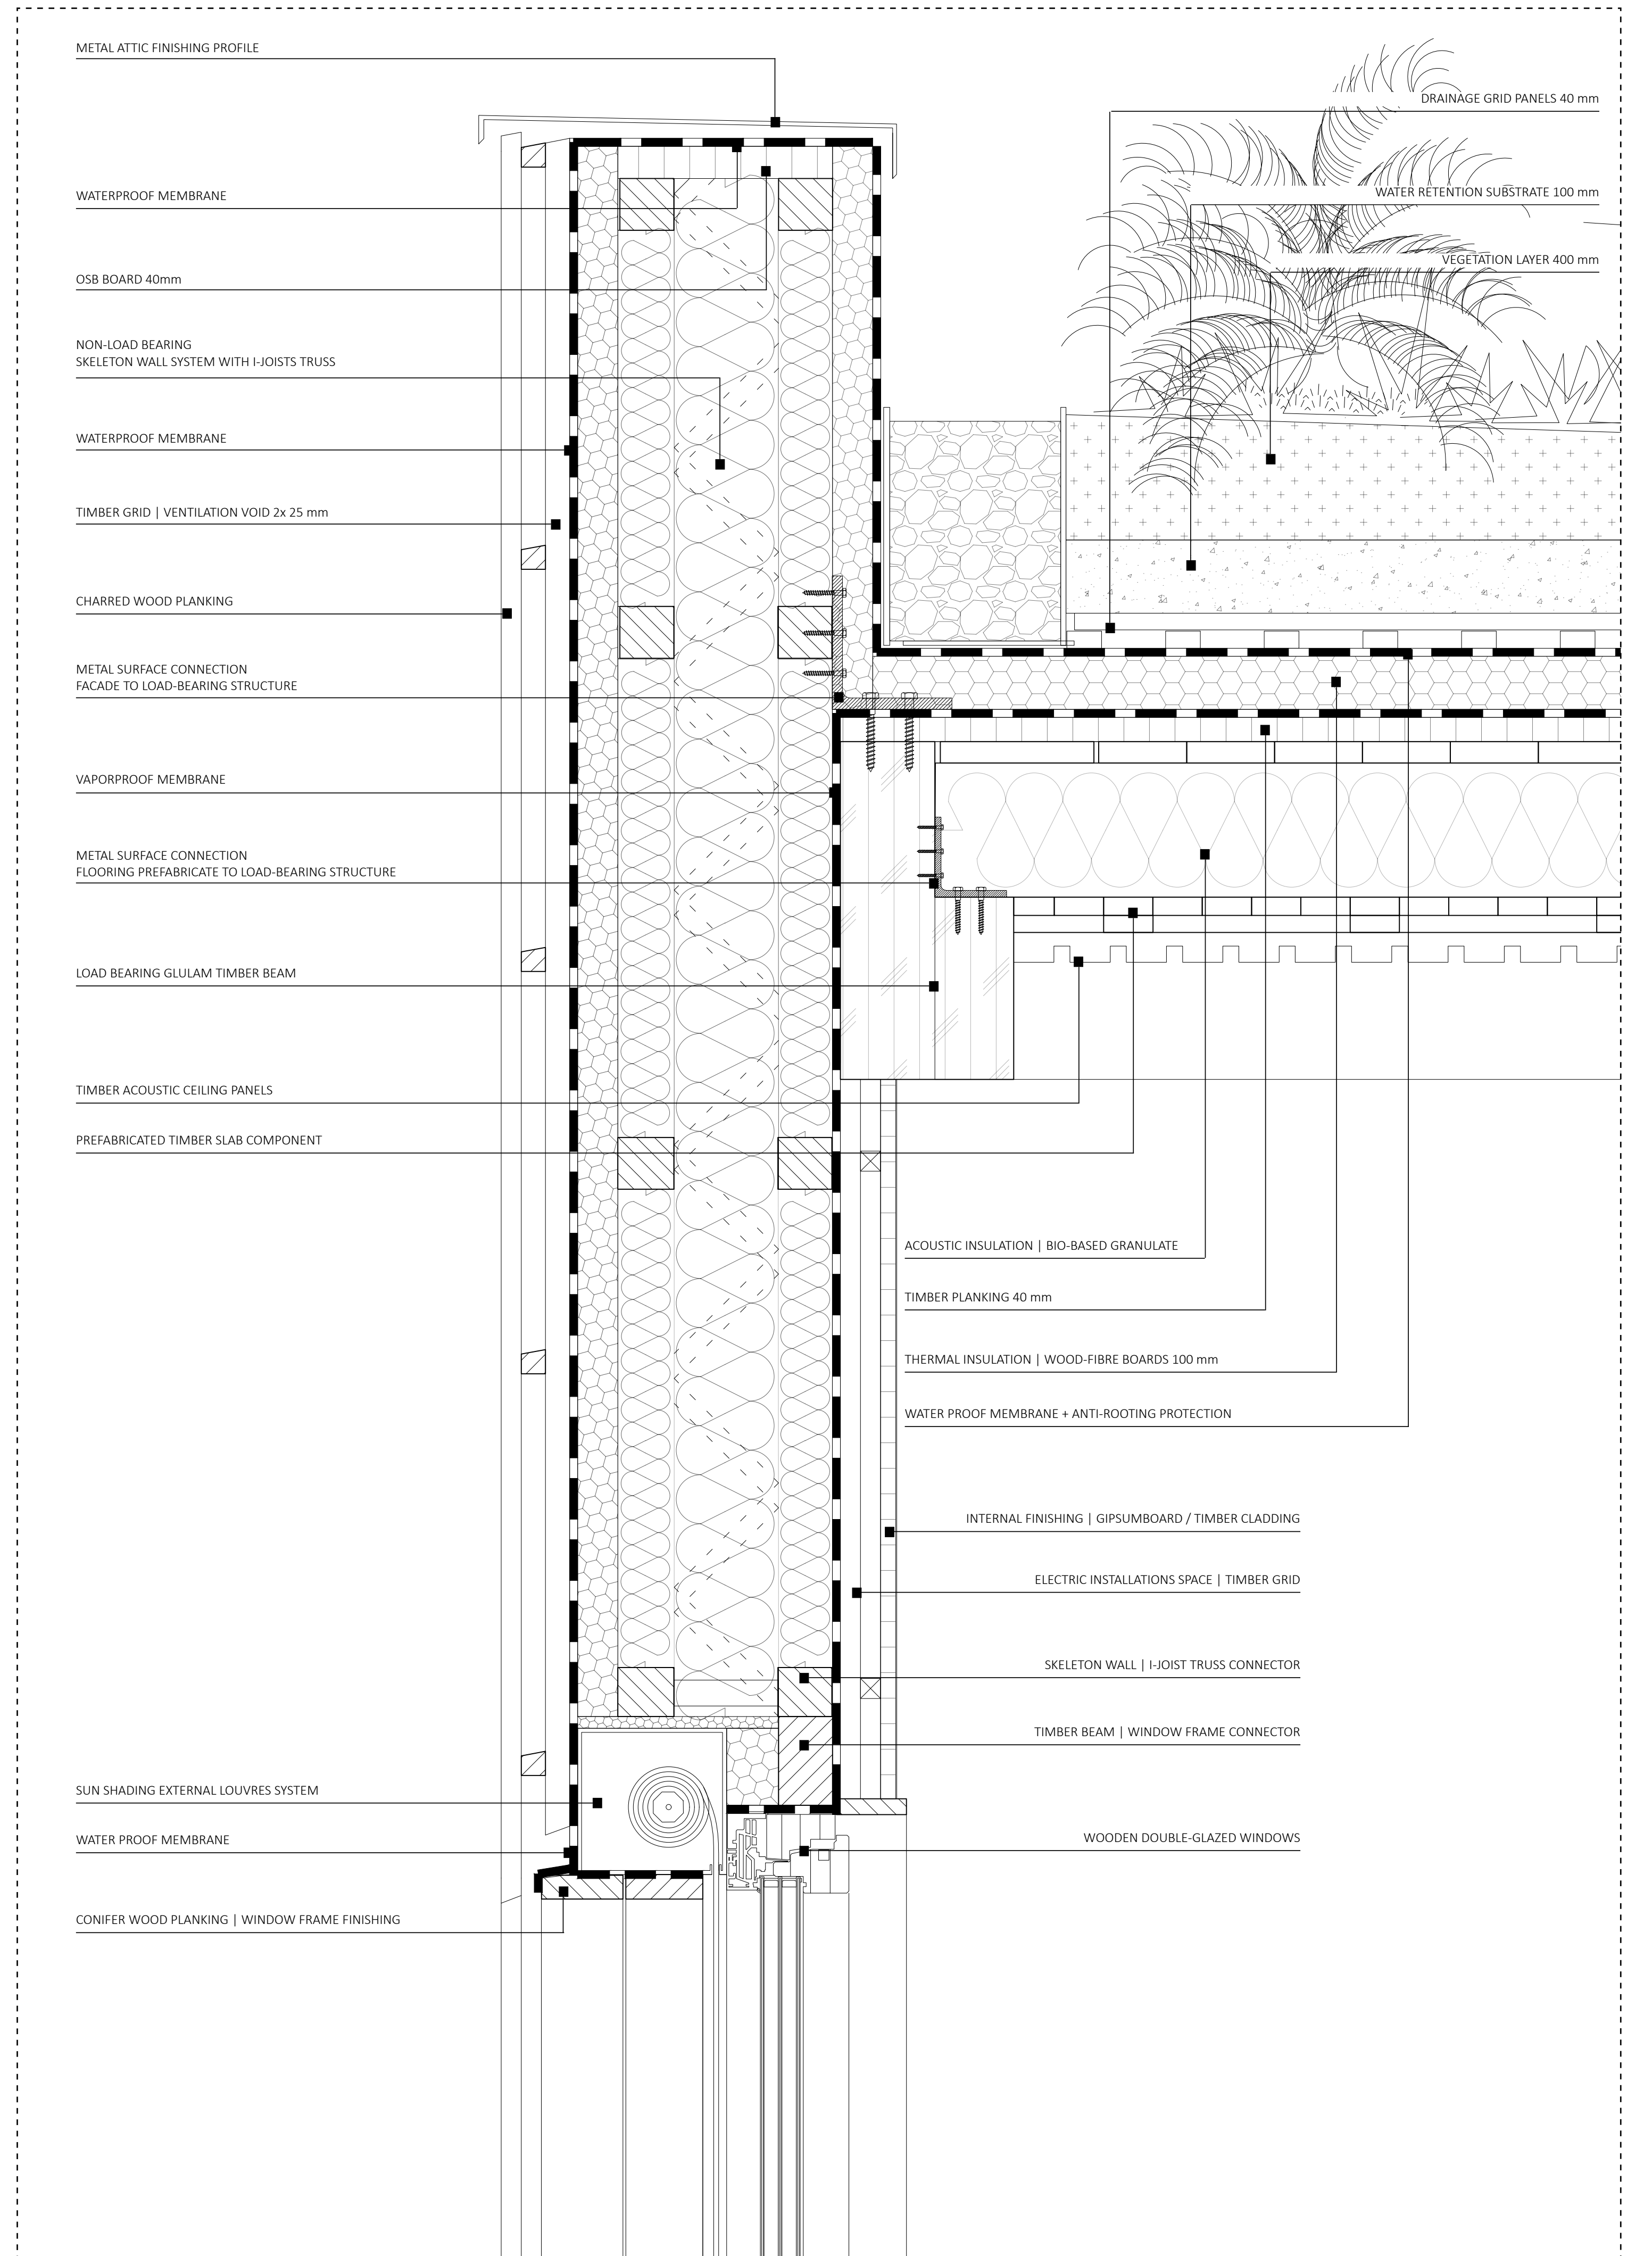 METAL ATTIC FINISHING PROFILE
DRAINAGE GRID PANELS 40 mm
WATERPROOF MEMBRANE
WATER RETENTION SUBSTRATE 100 mm
VEGETATION LAYER 400 mm
OSB BOARD 40mm
NON-LOAD BEARING
SKELETON WALL SYSTEM WITH I-JOISTS TRUSS
WATERPROOF MEMBRANE
TIMBER GRID | VENTILATION VOID 2x 25 mm
CHARRED WOOD PLANKING
METAL SURFACE CONNECTION
FACADE TO LOAD-BEARING STRUCTURE
VAPORPROOF MEMBRANE
METAL SURFACE CONNECTION
FLOORING PREFABRICATE TO LOAD-BEARING STRUCTURE
LOAD BEARING GLULAM TIMBER BEAM
TIMBER ACOUSTIC CEILING PANELS
PREFABRICATED TIMBER SLAB COMPONENT
ACOUSTIC INSULATION | BIO-BASED GRANULATE
TIMBER PLANKING 40 mm
THERMAL INSULATION | WOOD-FIBRE BOARDS 100 mm
WATER PROOF MEMBRANE + ANTI-ROOTING PROTECTION
INTERNAL FINISHING | GIPSUMBOARD / TIMBER CLADDING
ELECTRIC INSTALLATIONS SPACE | TIMBER GRID
SKELETON WALL | I-JOIST TRUSS CONNECTOR
TIMBER BEAM | WINDOW FRAME CONNECTOR
SUN SHADING EXTERNAL LOUVRES SYSTEM
WATER PROOF MEMBRANE
WOODEN DOUBLE-GLAZED WINDOWS
CONIFER WOOD PLANKING | WINDOW FRAME FINISHING